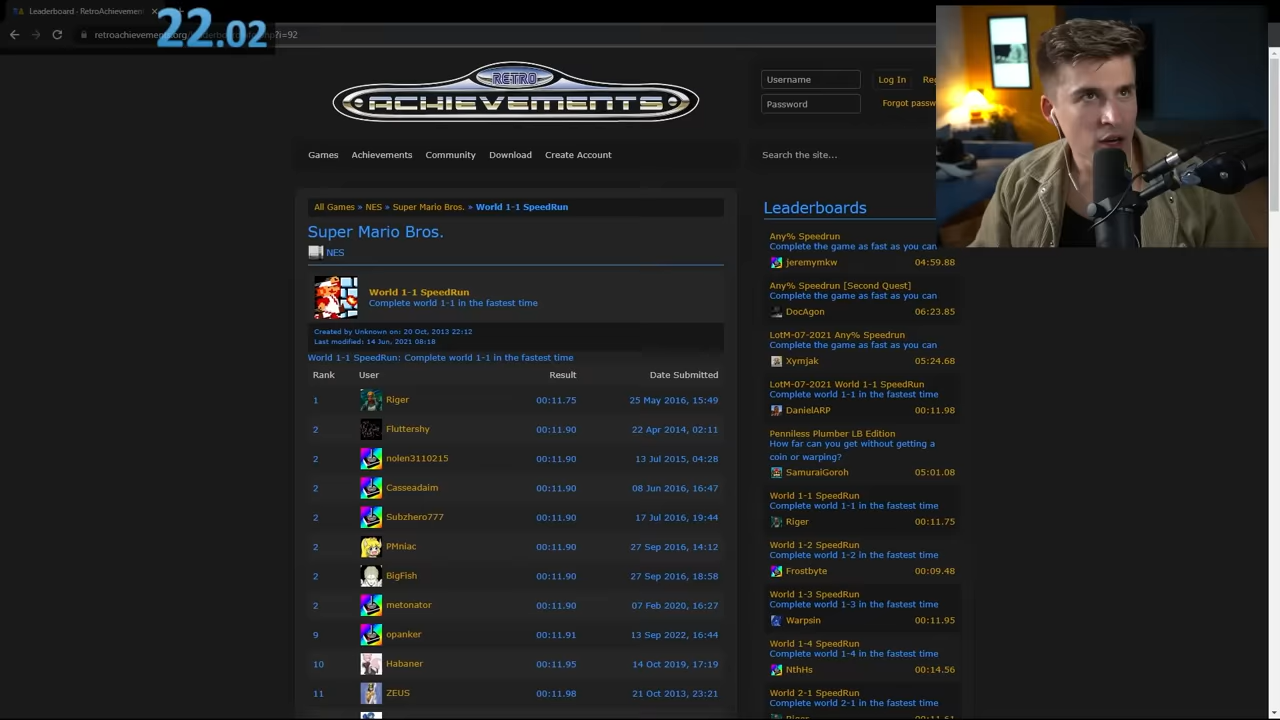 Leaderboard - RetroAchievement
22.02
retroachievements.org/leaderboardinfo.php?i=92
RETRO
ACHIEVEMENTS
Username
Log In
Password
Games
Achievements
Community
Download
Create Account
Search the site...
All Games » NES » Super Mario Bros. » World 1-1 SpeedRun
Super Mario Bros.
NES
World 1-1 SpeedRun
Complete world 1-1 in the fastest time
Created by Unknown on: 20 Oct, 2013 22:12
Last modified: 14 Jun, 2021 08:18
World 1-1 SpeedRun: Complete world 1-1 in the fastest time
Rank User Result Date Submitted
1 Riger 00:11.75 25 May 2016, 15:49
2 Fluttershy 00:11.90 22 Apr 2014, 02:11
2 nolen3110215 00:11.90 13 Jul 2015, 04:28
2 Casseadaim 00:11.90 08 Jun 2016, 16:47
2 Subzhero777 00:11.90 17 Jul 2016, 19:44
2 PMniac 00:11.90 27 Sep 2016, 14:12
2 BigFish 00:11.90 27 Sep 2016, 18:58
2 metonator 00:11.90 07 Feb 2020, 16:27
9 opanker 00:11.91 13 Sep 2022, 16:44
10 Habaner 00:11.95 14 Oct 2019, 17:19
11 ZEUS 00:11.98 21 Oct 2013, 23:21
Leaderboards
Any% Speedrun
Complete the game as fast as you can
jeremymkw 04:59.88
Any% Speedrun [Second Quest]
Complete the game as fast as you can
DocAgon 06:23.85
LotM-07-2021 Any% Speedrun
Complete the game as fast as you can
Xymjak 05:24.68
LotM-07-2021 World 1-1 SpeedRun
Complete world 1-1 in the fastest time
DanielARP 00:11.98
Penniless Plumber LB Edition
How far can you get without getting a
coin or warping?
SamuraiGoroh 05:01.08
World 1-1 SpeedRun
Complete world 1-1 in the fastest time
Riger 00:11.75
World 1-2 SpeedRun
Complete world 1-2 in the fastest time
Frostbyte 00:09.48
World 1-3 SpeedRun
Complete world 1-3 in the fastest time
Warpsin 00:11.95
World 1-4 SpeedRun
Complete world 1-4 in the fastest time
NthHs 00:14.56
World 2-1 SpeedRun
Complete world 2-1 in the fastest time